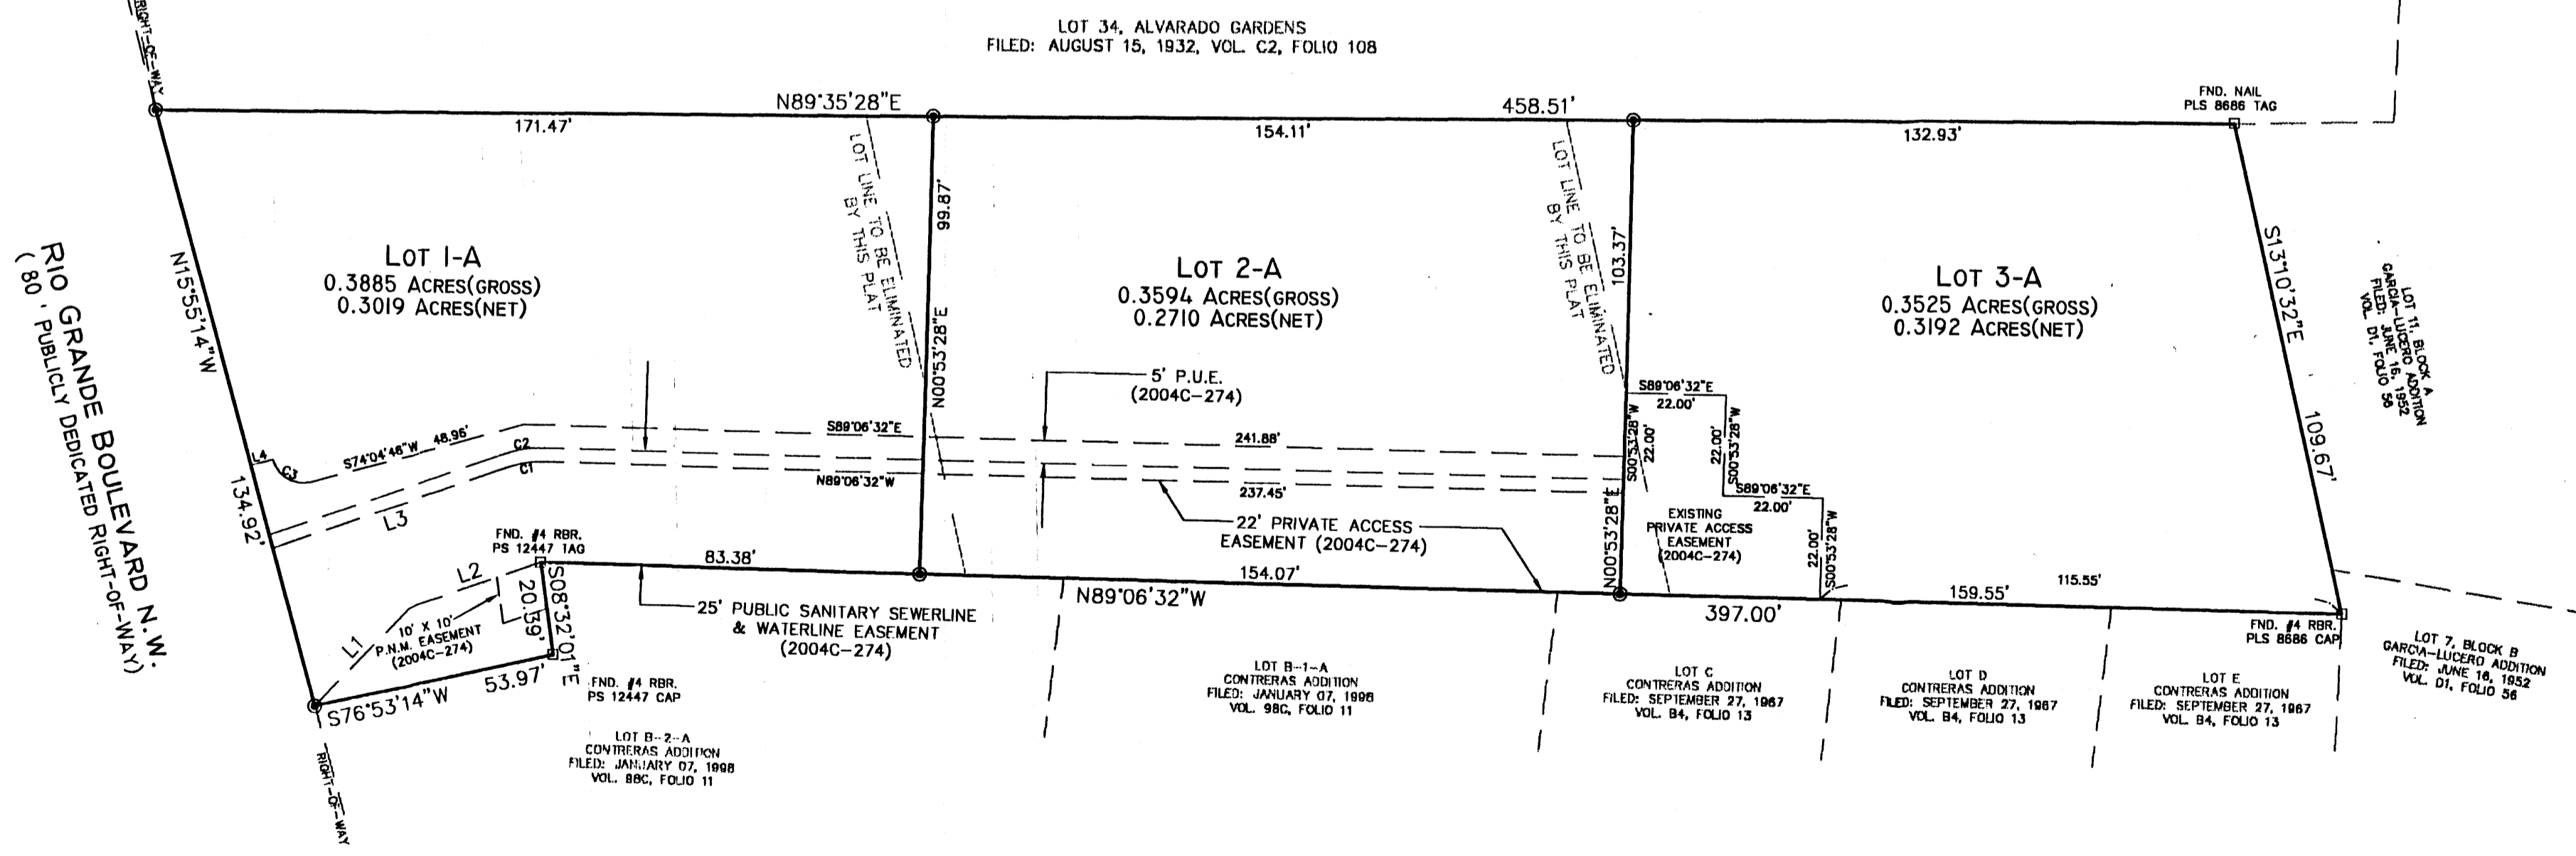 RIGHT-OF-WAY
LOT 34, ALVARADO GARDENS
FILED: AUGUST 15, 1932, VOL. C2, FOLIO 108
N89°35'28"E
458.51'
171.47'
154.11'
132.93'
FND. NAIL
PLS 8686 TAG
LOT LINE TO BE ELIMINATED
BY THIS PLAT
99.87'
N00°53'28"E
LOT LINE TO BE ELIMINATED
BY THIS PLAT
103.37'
N00°53'28"E
LOT 1-A
0.3885 ACRES(GROSS)
0.3019 ACRES(NET)
LOT 2-A
0.3594 ACRES(GROSS)
0.2710 ACRES(NET)
LOT 3-A
0.3525 ACRES(GROSS)
0.3192 ACRES(NET)
S13°10'32"E
109.67'
LOT 11, BLOCK A
GARCIA-LUCERO ADDITION
FILED: JUNE 16, 1952
VOL. D1, FOLIO 56
RIO GRANDE BOULEVARD N.W.
( 80 ' PUBLICLY DEDICATED RIGHT-OF-WAY)
N15°55'14"W
134.92'
5' P.U.E.
(2004C-274)
S89°06'32"E
22.00'
S00°53'28"W
22.00'
22.00'
S00°53'28"W
S89°06'32"E
22.00'
22.00'
S00°53'28"W
L4
C3
S74°04'48"W 48.96'
C2
C1
S89°06'32"E
241.88'
N89°06'32"W
237.45'
L3
22' PRIVATE ACCESS
EASEMENT (2004C-274)
EXISTING
PRIVATE ACCESS
EASEMENT
(2004C-274)
FND. #4 RBR.
PS 12447 TAG
83.38'
154.07'
N89°06'32"W
397.00'
159.55'
115.55'
L2
L1
10' X 10'
P.N.M. EASEMENT
(2004C-274)
20.39'
S08°32'01"E
25' PUBLIC SANITARY SEWERLINE
& WATERLINE EASEMENT
(2004C-274)
S76°53'14"W
53.97'
FND. #4 RBR.
PS 12447 CAP
FND. #4 RBR.
PLS 8686 CAP
LOT B-2-A
CONTRERAS ADDITION
FILED: JANUARY 07, 1998
VOL. 98C, FOLIO 11
LOT B-1-A
CONTRERAS ADDITION
FILED: JANUARY 07, 1998
VOL. 98C, FOLIO 11
LOT C
CONTRERAS ADDITION
FILED: SEPTEMBER 27, 1967
VOL. B4, FOLIO 13
LOT D
CONTRERAS ADDITION
FILED: SEPTEMBER 27, 1967
VOL. B4, FOLIO 13
LOT E
CONTRERAS ADDITION
FILED: SEPTEMBER 27, 1967
VOL. B4, FOLIO 13
LOT 7, BLOCK B
GARCIA-LUCERO ADDITION
FILED: JUNE 16, 1952
VOL. D1, FOLIO 56
RIGHT-OF-WAY